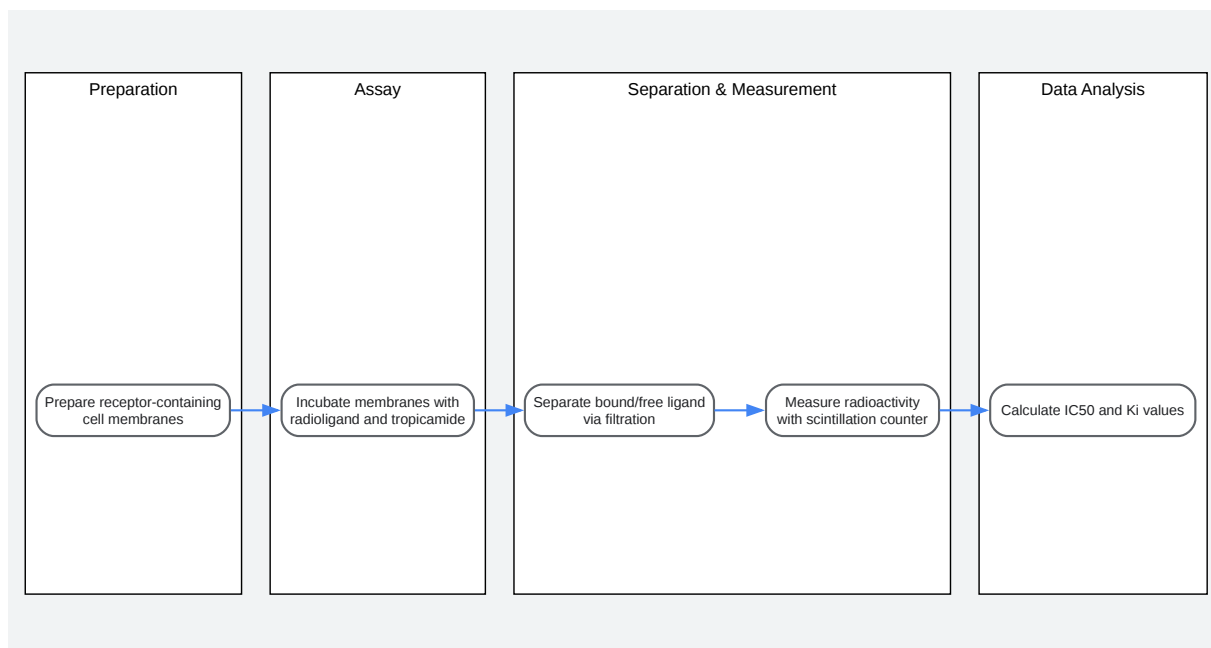 Preparation
Assay
Separation & Measurement
Data Analysis
Prepare receptor-containing
cell membranes
Incubate membranes with
radioligand and tropicamide
Separate bound/free ligand
via filtration
Measure radioactivity
with scintillation counter
Calculate IC50 and Ki values